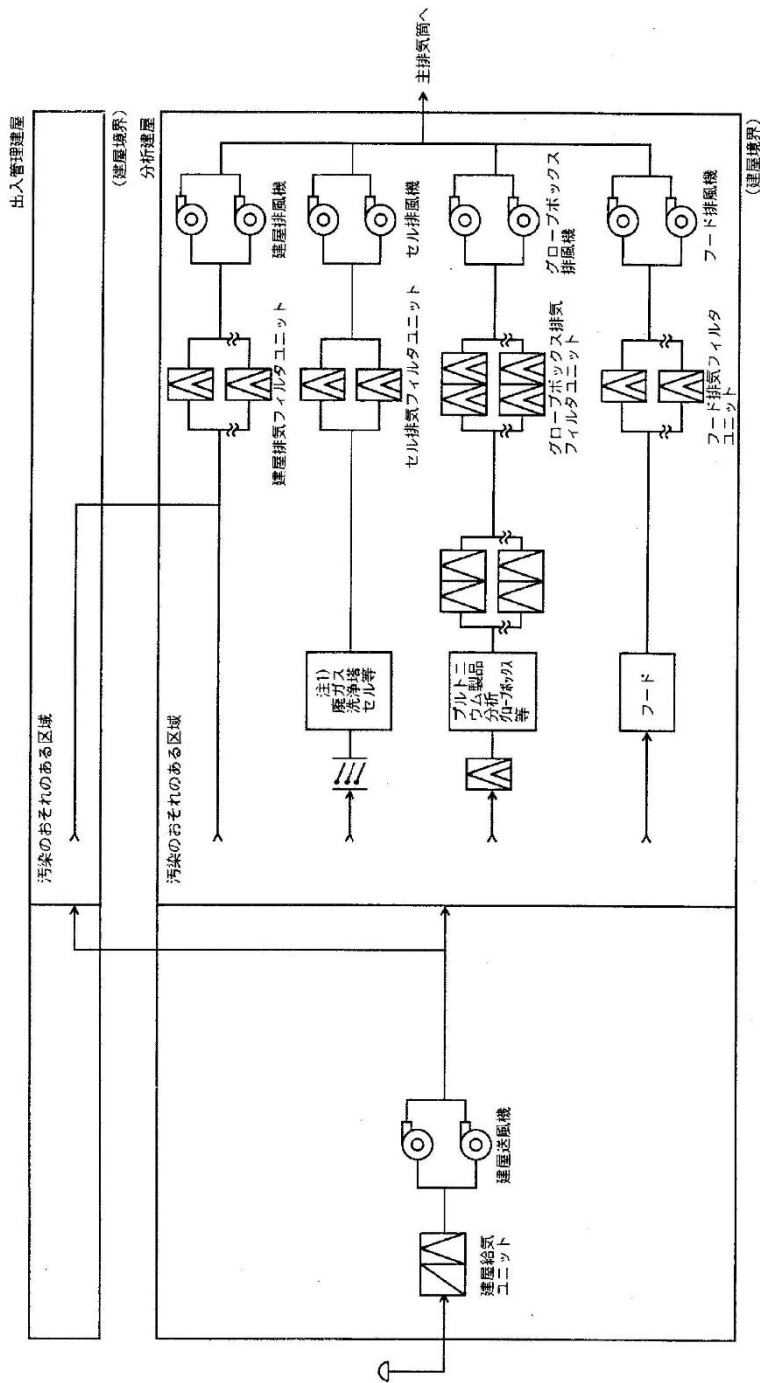 出入管理建屋
汚染のおそれのある区域
(建屋境界)
分析建屋
汚染のおそれのある区域
建屋排気フィルタユニット
建屋排風機
主排気筒へ
注1)
廃ガス
洗浄塔
セル等
セル排気フィルタユニット
セル排風機
プルトニ
ウム製品
分析
グローブボックス
等
グローブボックス排気
フィルタユニット
グローブボックス
排風機
フード
フード排気フィルタ
ユニット
フード排風機
建屋給気
ユニット
建屋送風機
(建屋境界)